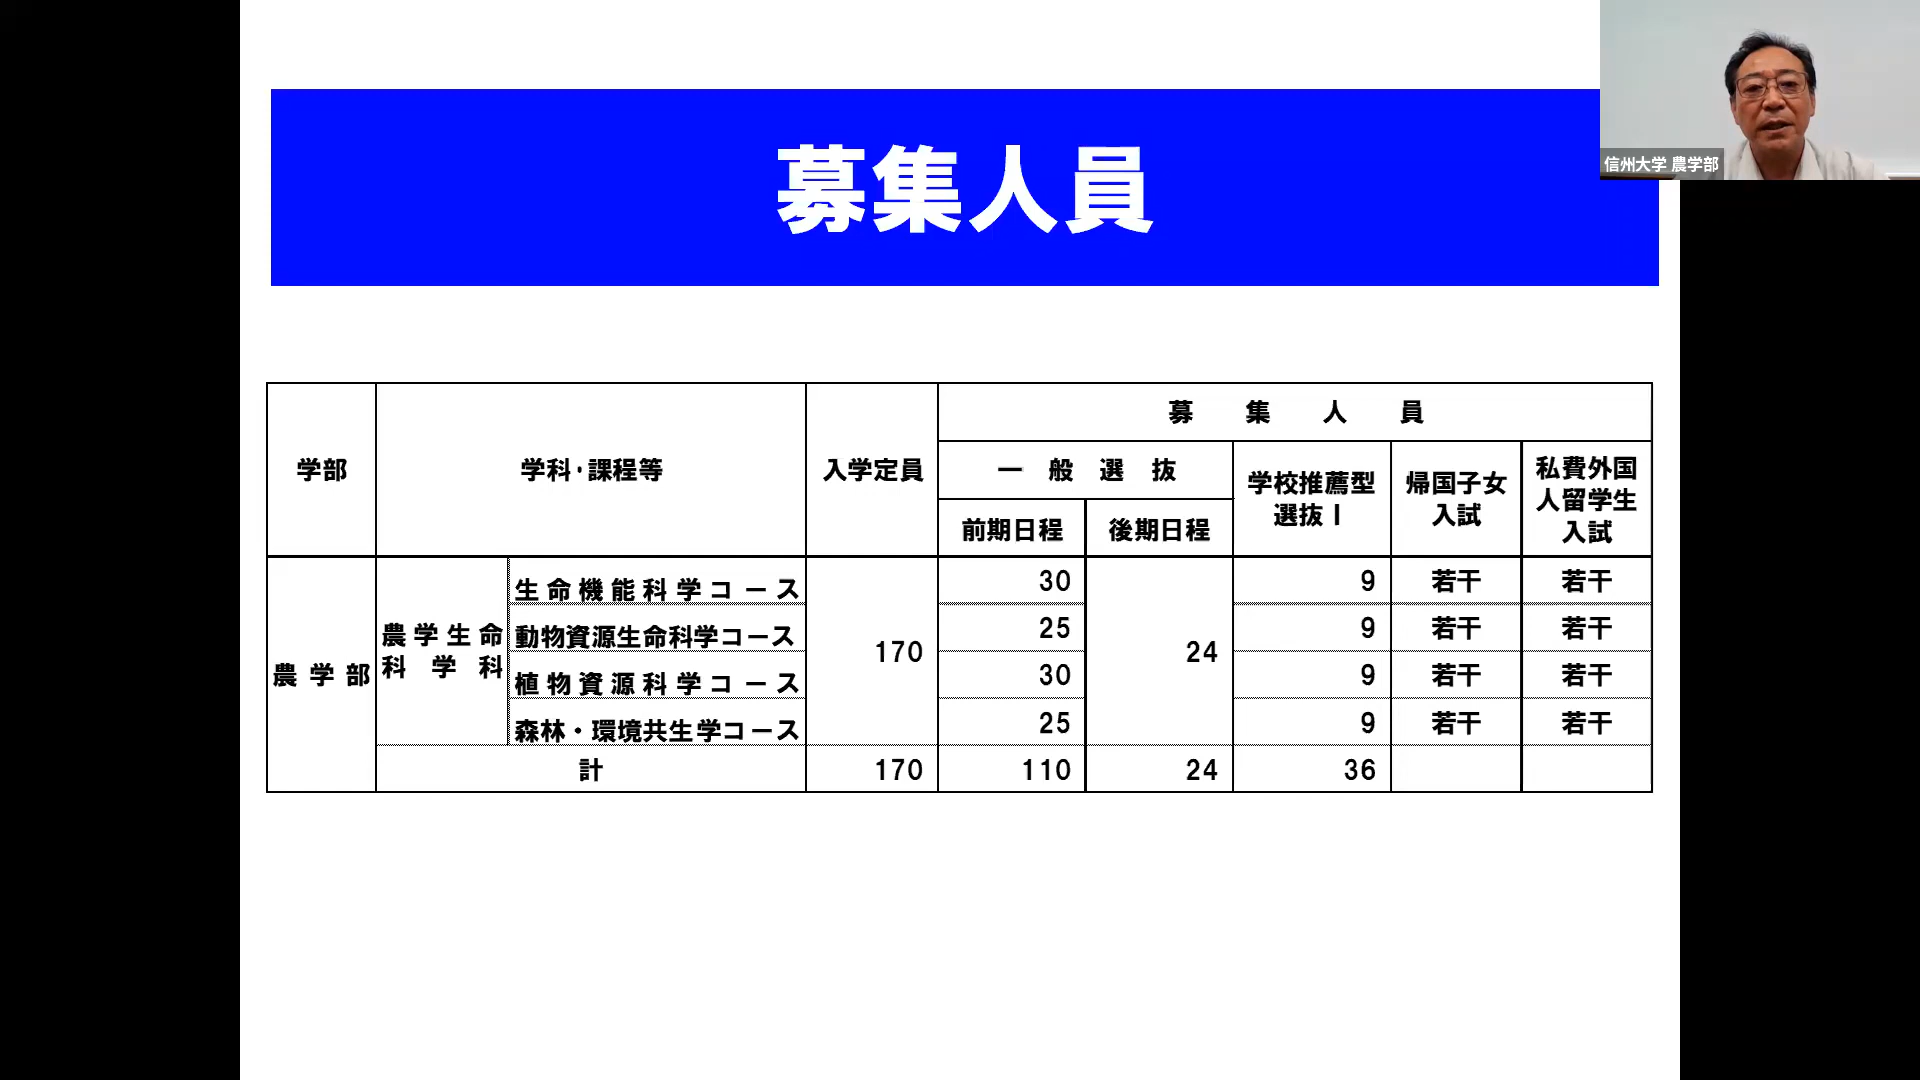 募集人員
信州大学 農学部
学部 学科・課程等 入学定員 募集人員
一般選抜 学校推薦型選抜Ⅰ 帰国子女入試 私費外国人留学生入試
前期日程 後期日程
農学部 農学生命科学科 生命機能科学コース 170 30 24 9 若干 若干
動物資源生命科学コース 25 9 若干 若干
植物資源科学コース 30 9 若干 若干
森林・環境共生学コース 25 9 若干 若干
計 170 110 24 36